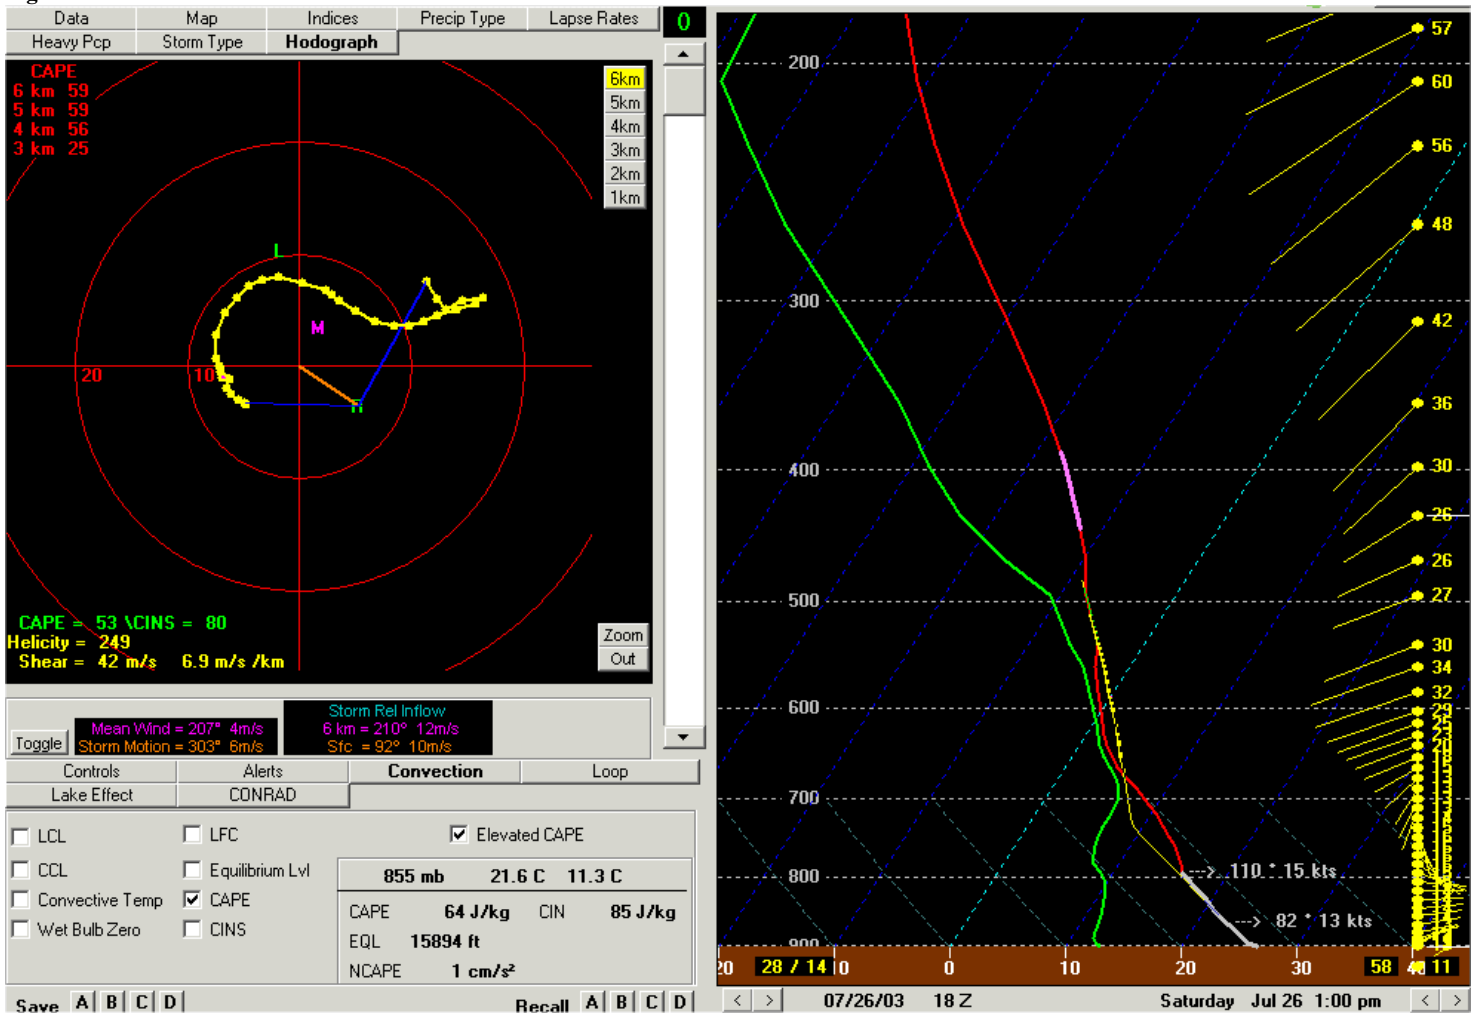 Data Map Indices Precip Type Lapse Rates 0
Heavy Pcp Storm Type Hodograph
CAPE
6 km 59
5 km 59
4 km 56
3 km 25
6km
5km
4km
3km
2km
1km
L
M
20 10
R
CAPE = 53 \CINS = 80
Helicity = 249
Shear = 42 m/s 6.9 m/s /km
Zoom
Out
Toggle
Mean Wind = 207° 4m/s
Storm Motion = 303° 6m/s
Storm Rel Inflow
6 km = 210° 12m/s
Sfc = 92° 10m/s
Controls Alerts Convection Loop
Lake Effect CONRAD
LCL LFC Elevated CAPE
CCL Equilibrium Lvl
Convective Temp CAPE
Wet Bulb Zero CINS
855 mb 21.6 C 11.3 C
CAPE 64 J/kg CIN 85 J/kg
EQL 15894 ft
NCAPE 1 cm/s²
Save A B C D Recall A B C D
200
300
400
500
600
700
800
900
57
60
56
48
42
36
30
26
26
27
30
34
32
29
25
---> 110 ° 15 kts
---> 82 ° 13 kts
20 28 / 14 10 0 10 20 30 58 11
< > 07/26/03 18 Z Saturday Jul 26 1:00 pm < >